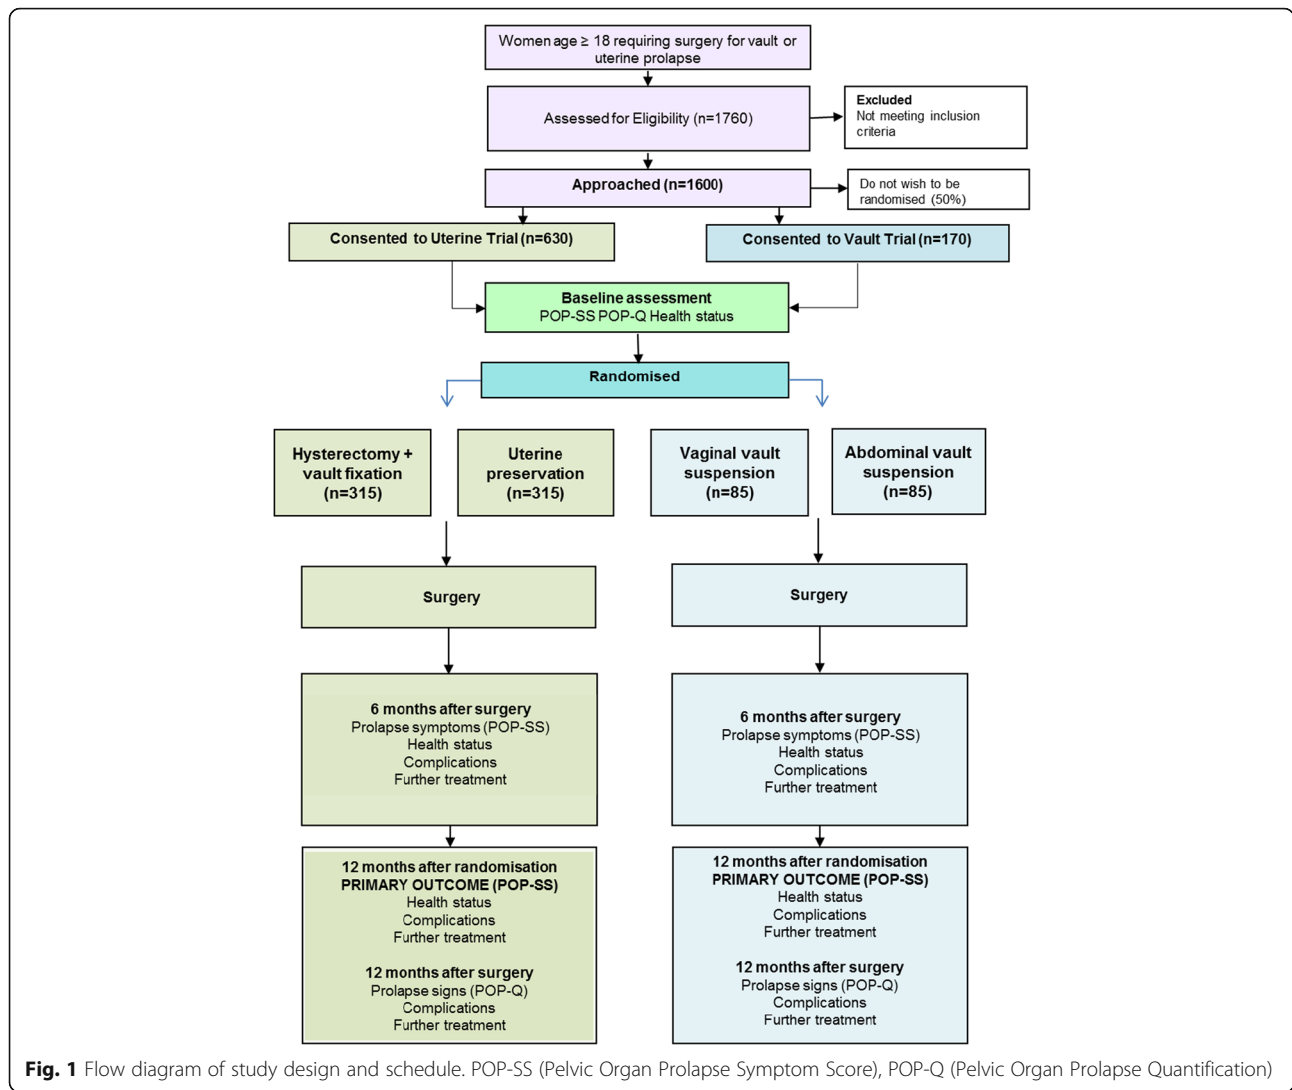 Women age ≥ 18 requiring surgery for vault or
uterine prolapse
Assessed for Eligibility (n=1760)
Excluded
Not meeting inclusion
criteria
Approached (n=1600)
Do not wish to be
randomised (50%)
Consented to Uterine Trial (n=630)
Consented to Vault Trial (n=170)
Baseline assessment
POP-SS POP-Q Health status
Randomised
Hysterectomy +
vault fixation
(n=315)
Uterine
preservation
(n=315)
Vaginal vault
suspension
(n=85)
Abdominal vault
suspension
(n=85)
Surgery
Surgery
6 months after surgery
Prolapse symptoms (POP-SS)
Health status
Complications
Further treatment
6 months after surgery
Prolapse symptoms (POP-SS)
Health status
Complications
Further treatment
12 months after randomisation
PRIMARY OUTCOME (POP-SS)
Health status
Complications
Further treatment
12 months after surgery
Prolapse signs (POP-Q)
Complications
Further treatment
12 months after randomisation
PRIMARY OUTCOME (POP-SS)
Health status
Complications
Further treatment
12 months after surgery
Prolapse signs (POP-Q)
Complications
Further treatment
Fig. 1 Flow diagram of study design and schedule. POP-SS (Pelvic Organ Prolapse Symptom Score), POP-Q (Pelvic Organ Prolapse Quantification)